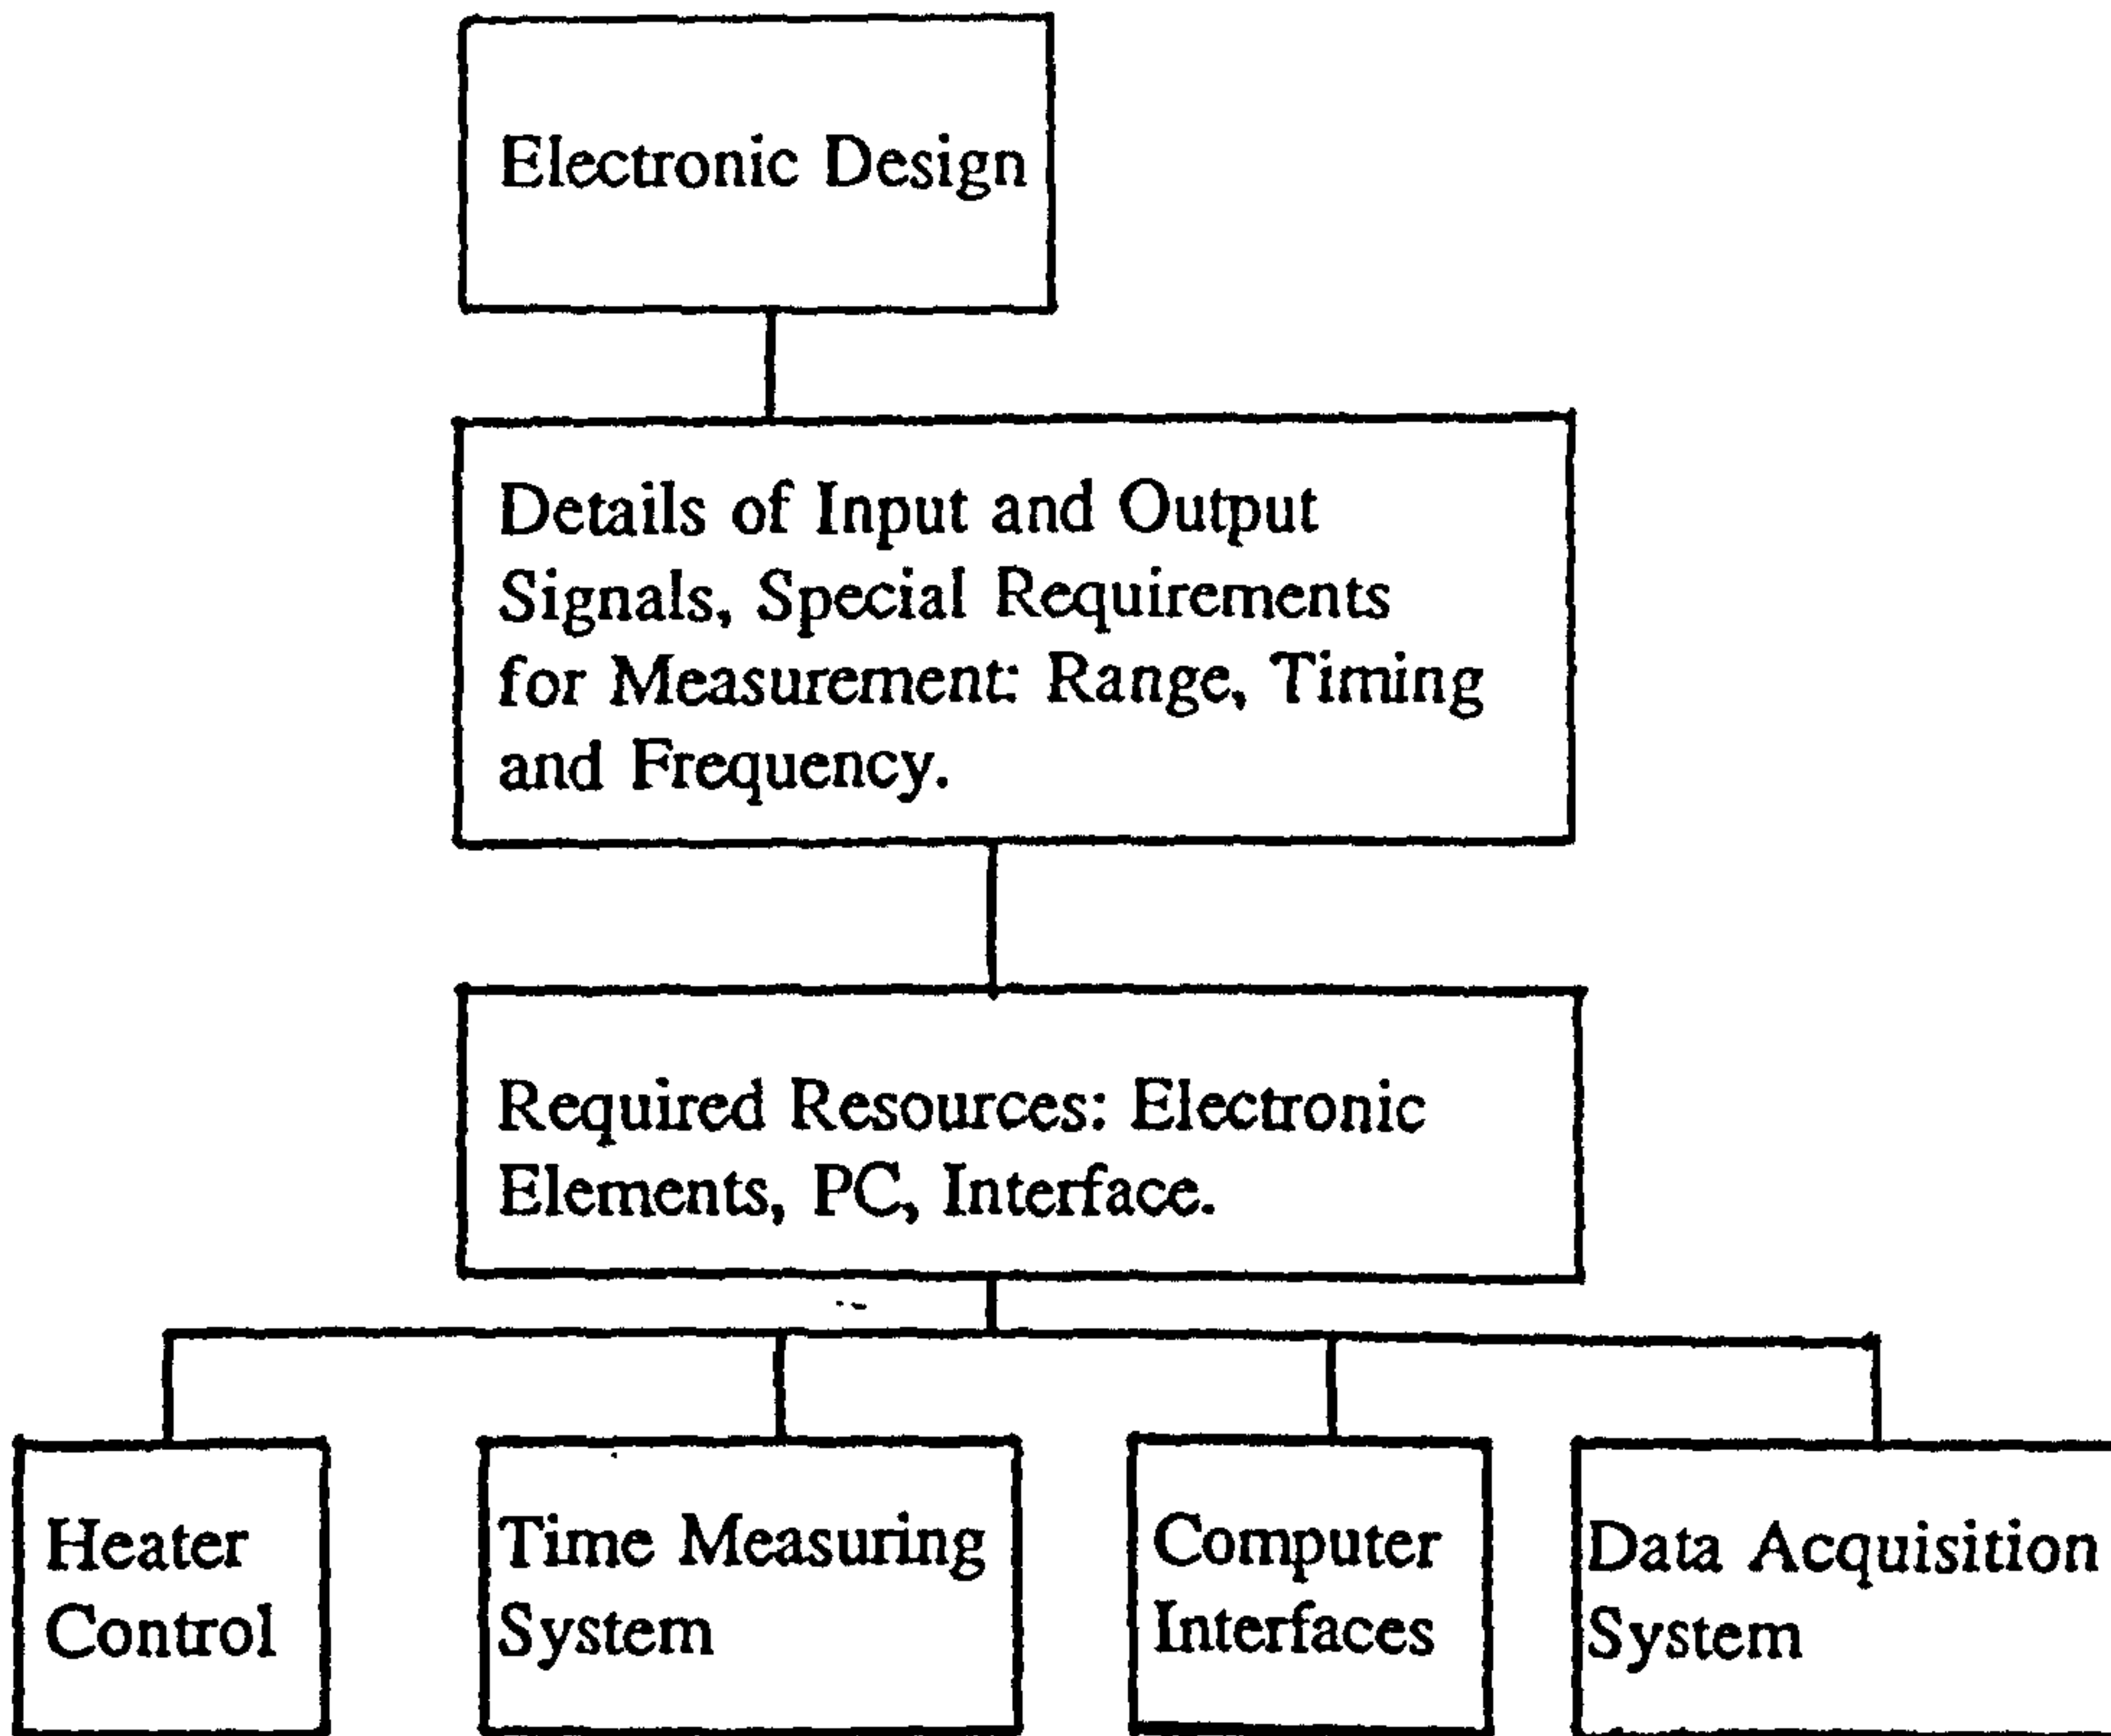 Electronic Design
Details of Input and Output
Signals, Special Requirements
for Measurement: Range, Timing
and Frequency.
Required Resources: Electronic
Elements, PC, Interface.
Heater
Control
Time Measuring
System
Computer
Interfaces
Data Acquisition
System